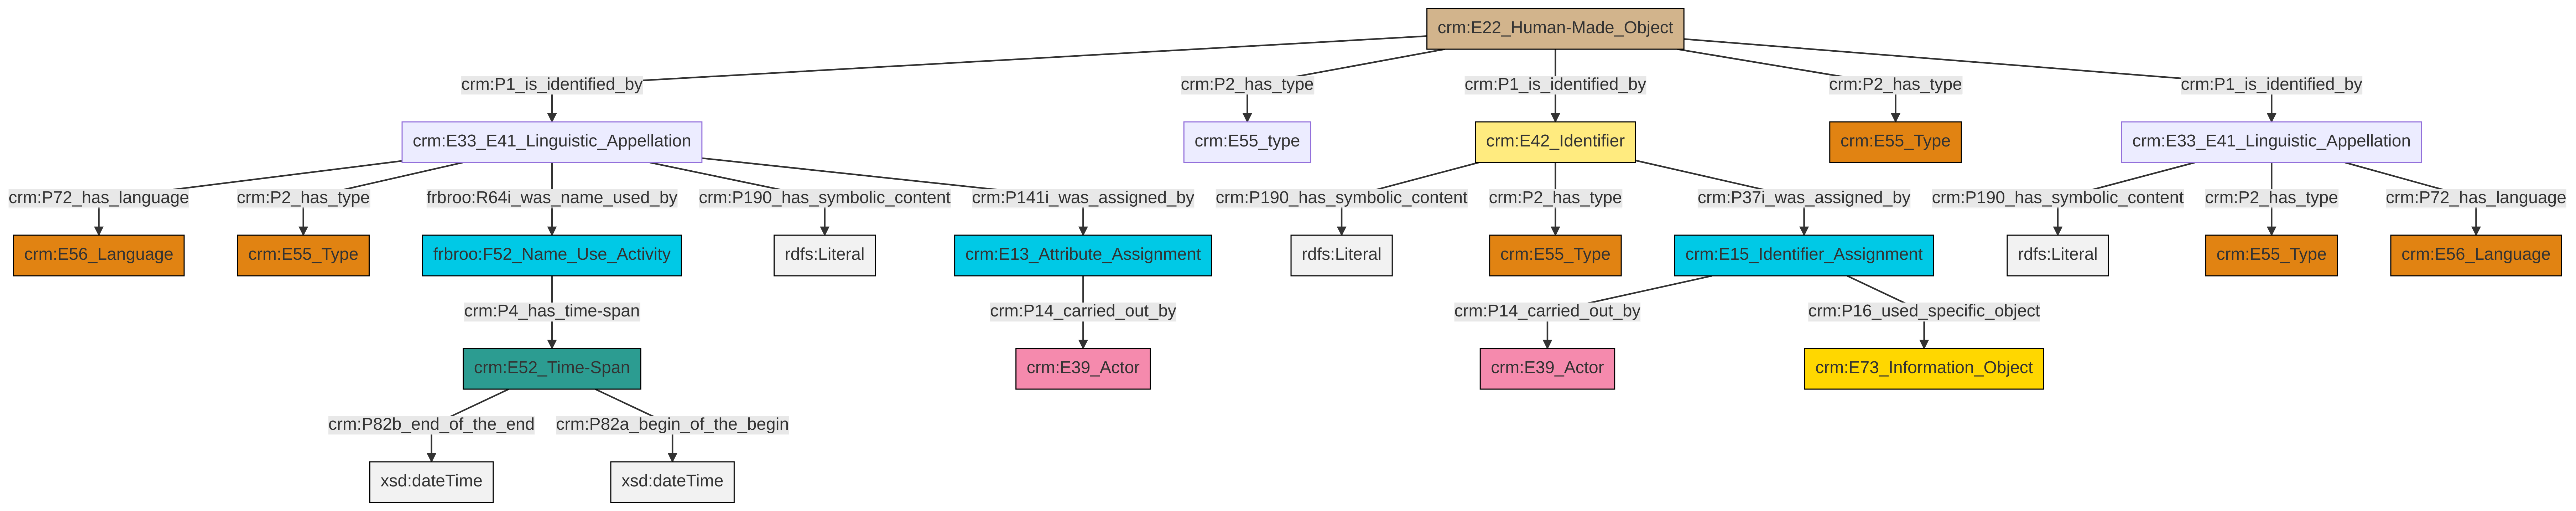 crm:E22_Human-Made_Object
crm:P1_is_identified_by
crm:P2_has_type
crm:P1_is_identified_by
crm:P2_has_type
crm:P1_is_identified_by
crm:E33_E41_Linguistic_Appellation
crm:E55_type
crm:E42_Identifier
crm:E55_Type
crm:E33_E41_Linguistic_Appellation
crm:P72_has_language
crm:P2_has_type
frbroo:R64i_was_name_used_by
crm:P190_has_symbolic_content
crm:P141i_was_assigned_by
crm:P190_has_symbolic_content
crm:P2_has_type
crm:P37i_was_assigned_by
crm:P190_has_symbolic_content
crm:P2_has_type
crm:P72_has_language
crm:E56_Language
crm:E55_Type
frbroo:F52_Name_Use_Activity
rdfs:Literal
crm:E13_Attribute_Assignment
rdfs:Literal
crm:E55_Type
crm:E15_Identifier_Assignment
rdfs:Literal
crm:E55_Type
crm:E56_Language
crm:P4_has_time-span
crm:P14_carried_out_by
crm:P14_carried_out_by
crm:P16_used_specific_object
crm:E52_Time-Span
crm:E39_Actor
crm:E39_Actor
crm:E73_Information_Object
crm:P82b_end_of_the_end
crm:P82a_begin_of_the_begin
xsd:dateTime
xsd:dateTime